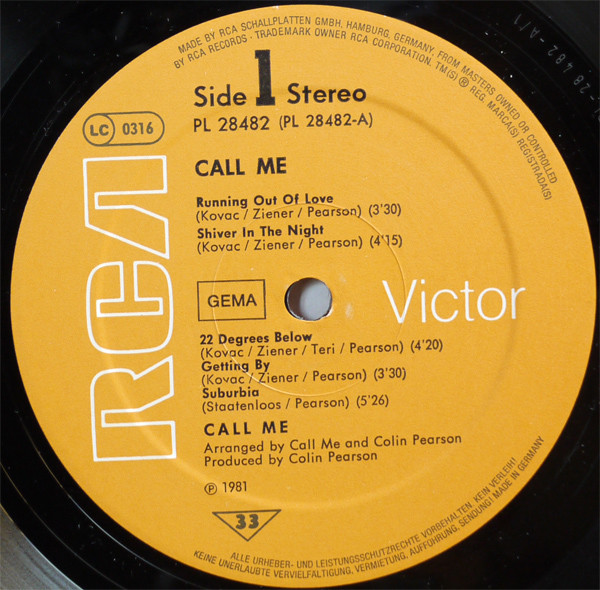 MADE BY RCA SCHALLPLATTEN GMBH, HAMBURG, GERMANY, FROM MASTERS OWNED OR CONTROLLED
BY RCA RECORDS · TRADEMARK OWNER RCA CORPORATION, TM(S) ® REG. MARCA(S) REGISTRADA(S)
28 482-A/1
Side 1 Stereo
PL 28482 (PL 28482-A)
LC 0316
CALL ME
RCA
Running Out Of Love
(Kovac / Ziener / Pearson) (3'30)
Shiver In The Night
(Kovac / Ziener / Pearson) (4'15)
GEMA
Victor
22 Degrees Below
(Kovac / Ziener / Teri / Pearson) (4'20)
Getting By
(Kovac / Ziener / Pearson) (3'30)
Suburbia
(Staatenloos / Pearson) (5'26)
CALL ME
Arranged by Call Me and Colin Pearson
Produced by Colin Pearson
℗ 1981
33
ALLE URHEBER- UND LEISTUNGSSCHUTZRECHTE VORBEHALTEN. KEIN VERLEIH!
KEINE UNERLAUBTE VERVIELFÄLTIGUNG, VERMIETUNG, AUFFÜHRUNG, SENDUNG! MADE IN GERMANY